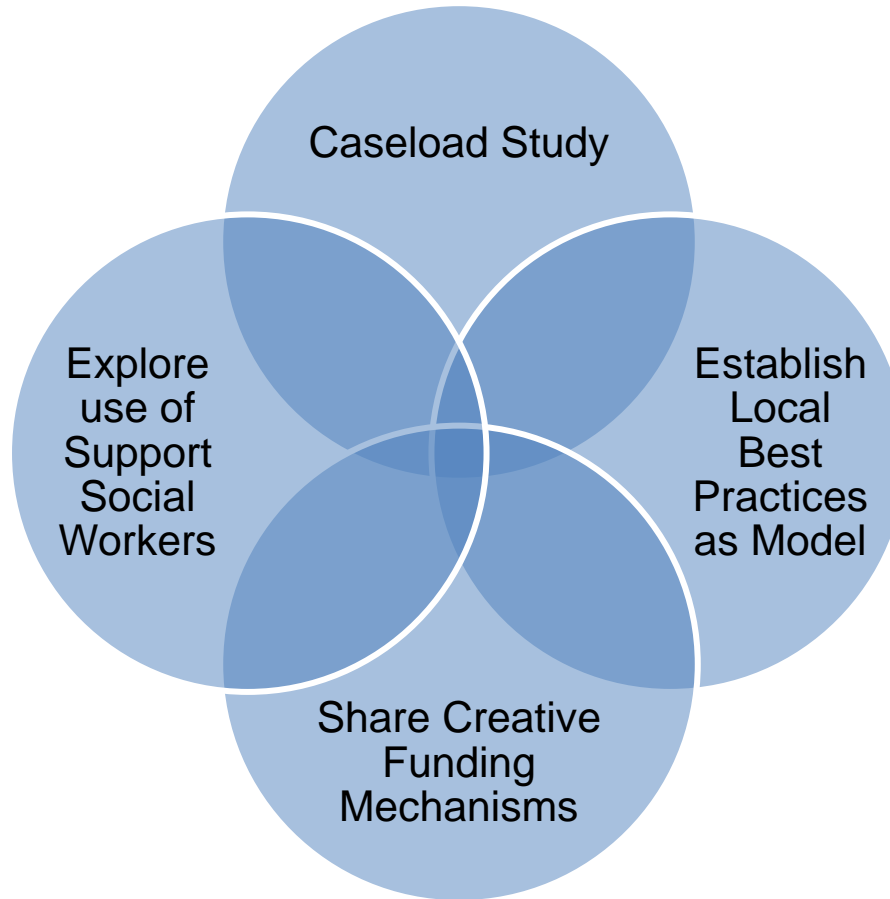 Caseload Study
Explore
use of
Support
Social
Workers
Establish
Local
Best
Practices
as Model
Share Creative
Funding
Mechanisms